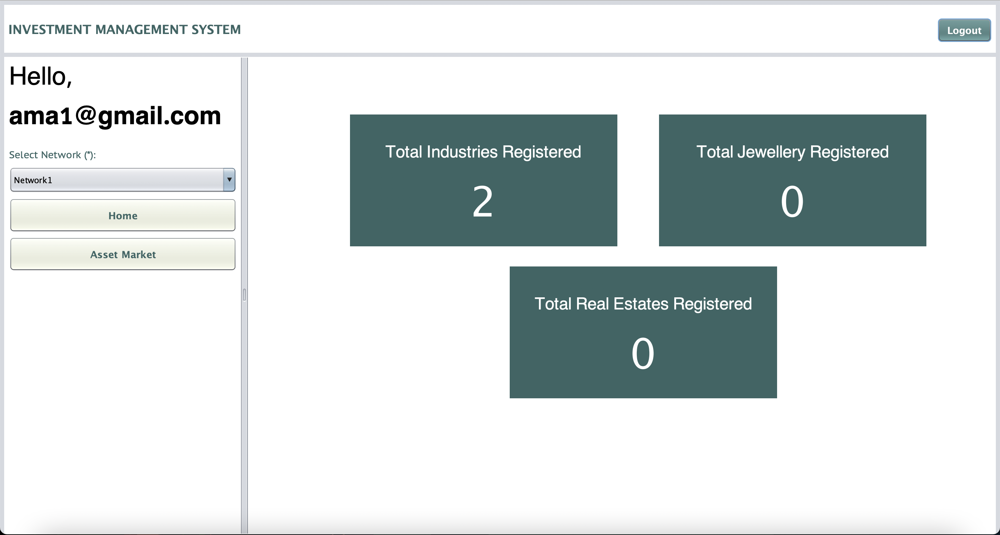 INVESTMENT MANAGEMENT SYSTEM
Logout
Hello,
ama1@gmail.com
Select Network (*):
Network1
Home
Asset Market
Total Industries Registered
2
Total Jewellery Registered
0
Total Real Estates Registered
0